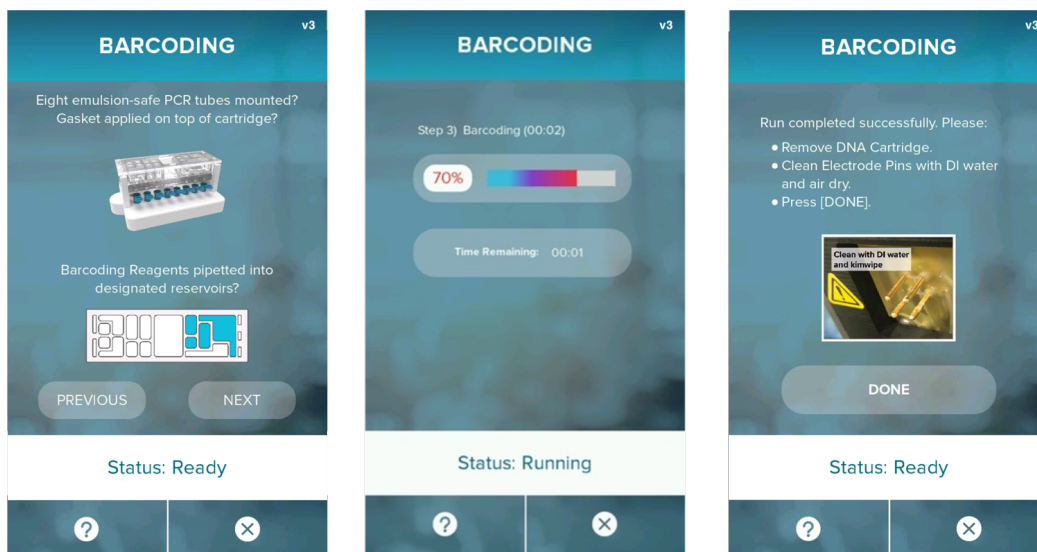 v3
BARCODING
Eight emulsion-safe PCR tubes mounted?
Gasket applied on top of cartridge?
Barcoding Reagents pipetted into
designated reservoirs?
PREVIOUS
NEXT
Status: Ready
?
v3
BARCODING
Step 3) Barcoding (00:02)
70%
Time Remaining: 00:01
Status: Running
?
v3
BARCODING
Run completed successfully. Please:
● Remove DNA Cartridge.
● Clean Electrode Pins with DI water
and air dry.
● Press [DONE].
Clean with DI water
and kimwipe
DONE
Status: Ready
?